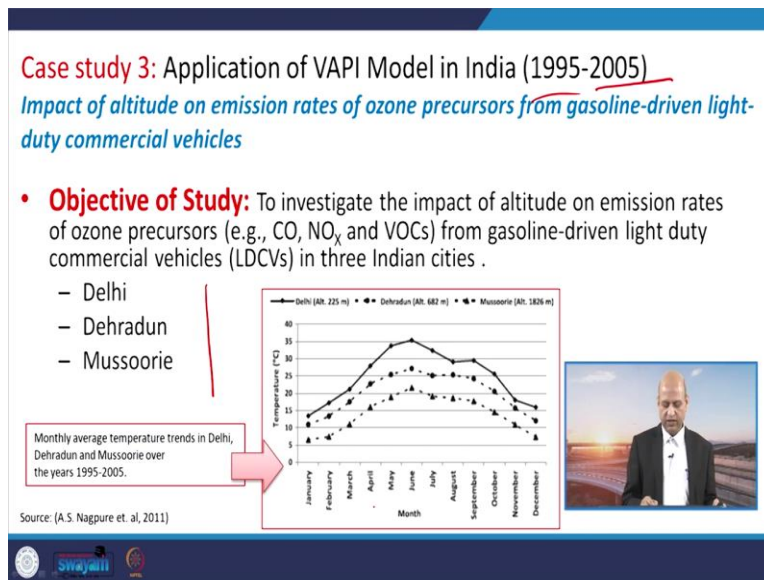 Case study 3: Application of VAPI Model in India (1995-2005)
Impact of altitude on emission rates of ozone precursors from gasoline-driven light-
duty commercial vehicles
• Objective of Study: To investigate the impact of altitude on emission rates
of ozone precursors (e.g., CO, NOX and VOCs) from gasoline-driven light duty
commercial vehicles (LDCVs) in three Indian cities .
– Delhi
– Dehradun
– Mussoorie
Delhi (Alt. 225 m) Dehradun (Alt. 682 m) Mussoorie (Alt. 1826 m)
Temperature (°C)
40
35
30
25
20
15
10
5
0
January
February
March
April
May
June
July
August
September
October
November
December
Month
Monthly average temperature trends in Delhi,
Dehradun and Mussoorie over
the years 1995-2005.
Source: (A.S. Nagpure et. al, 2011)
swayam